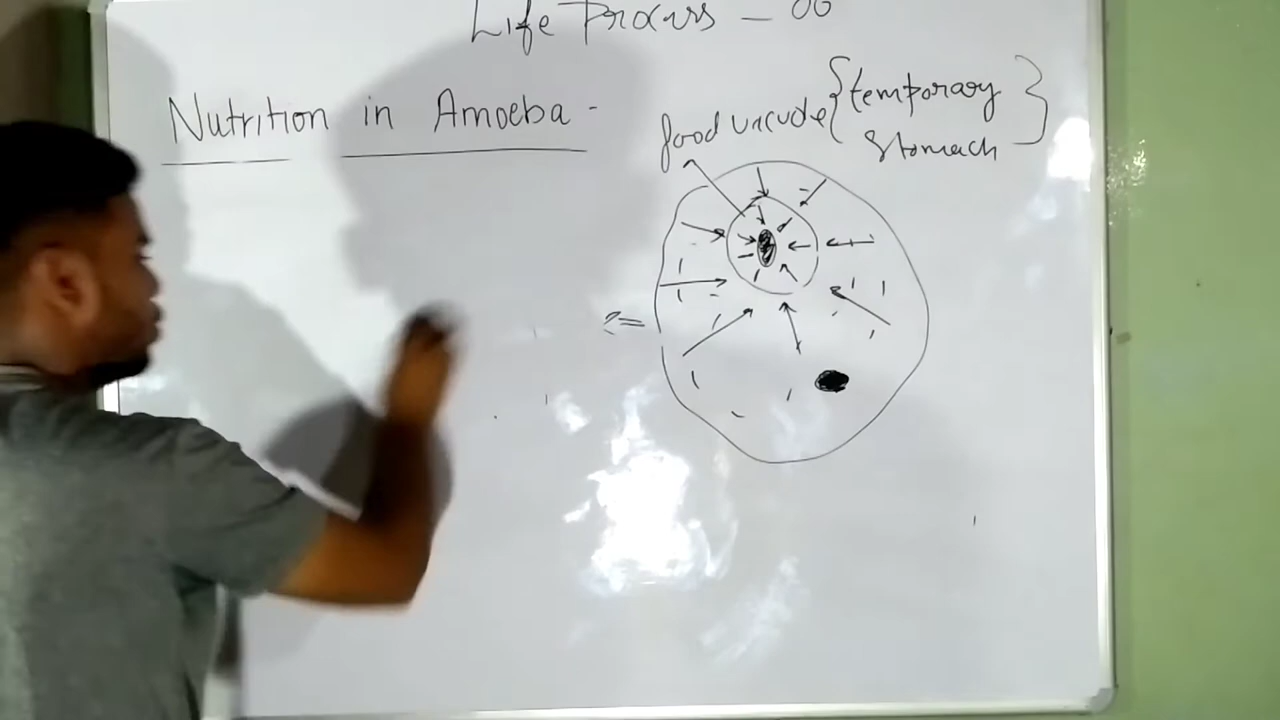 Life Process - 06
Nutrition in Amoeba -
food vacuole {temporary
stomach}